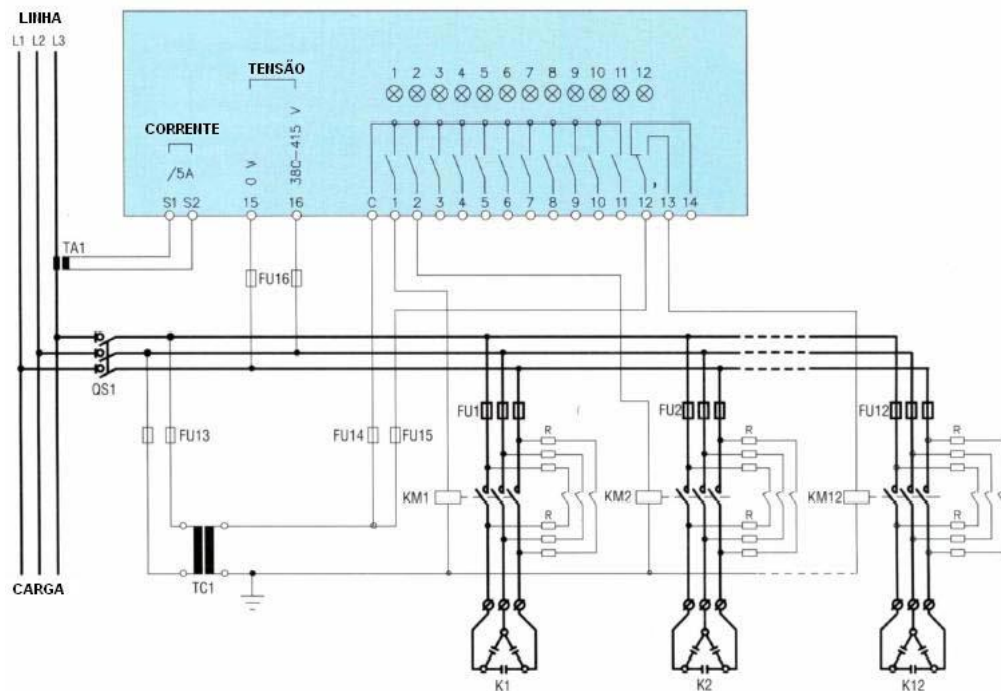 LINHA
L1 L2 L3
TENSÃO
1 2 3 4 5 6 7 8 9 10 11 12
CORRENTE
/5A
0 V
38C-415 V
S1 S2 15 16 C 1 2 3 4 5 6 7 8 9 10 11 12 13 14
TA1
FU16
QS1
FU1 FU2 FU12
FU13 FU14 FU15
R R R
KM1 KM2 KM12
R R R
TC1
CARGA
K1 K2 K12